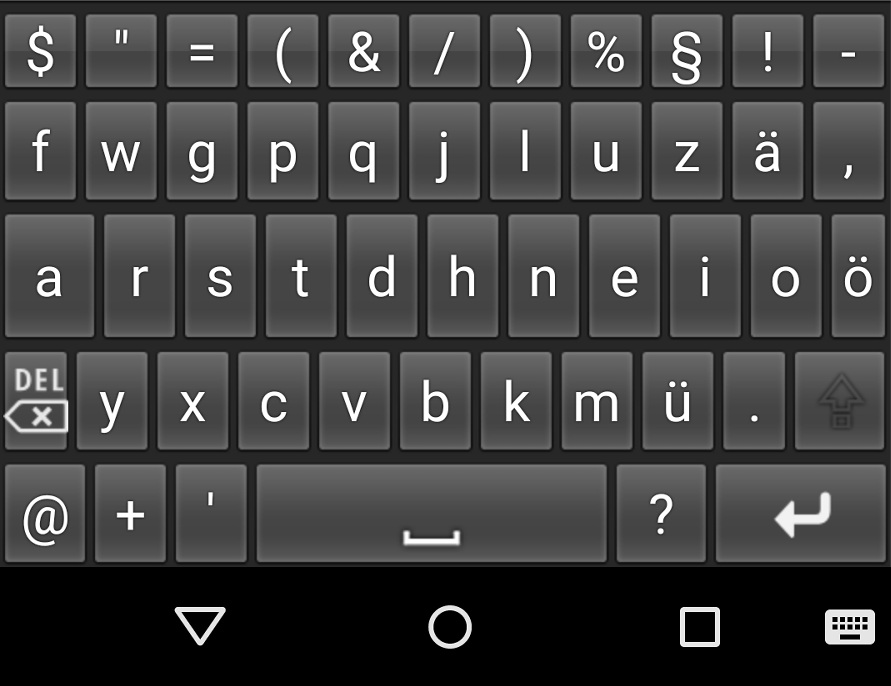 $ " = ( & / ) % § ! -
f w g p q j l u z ä ,
a r s t d h n e i o ö
DEL y x c v b k m ü .
@ + ' ?